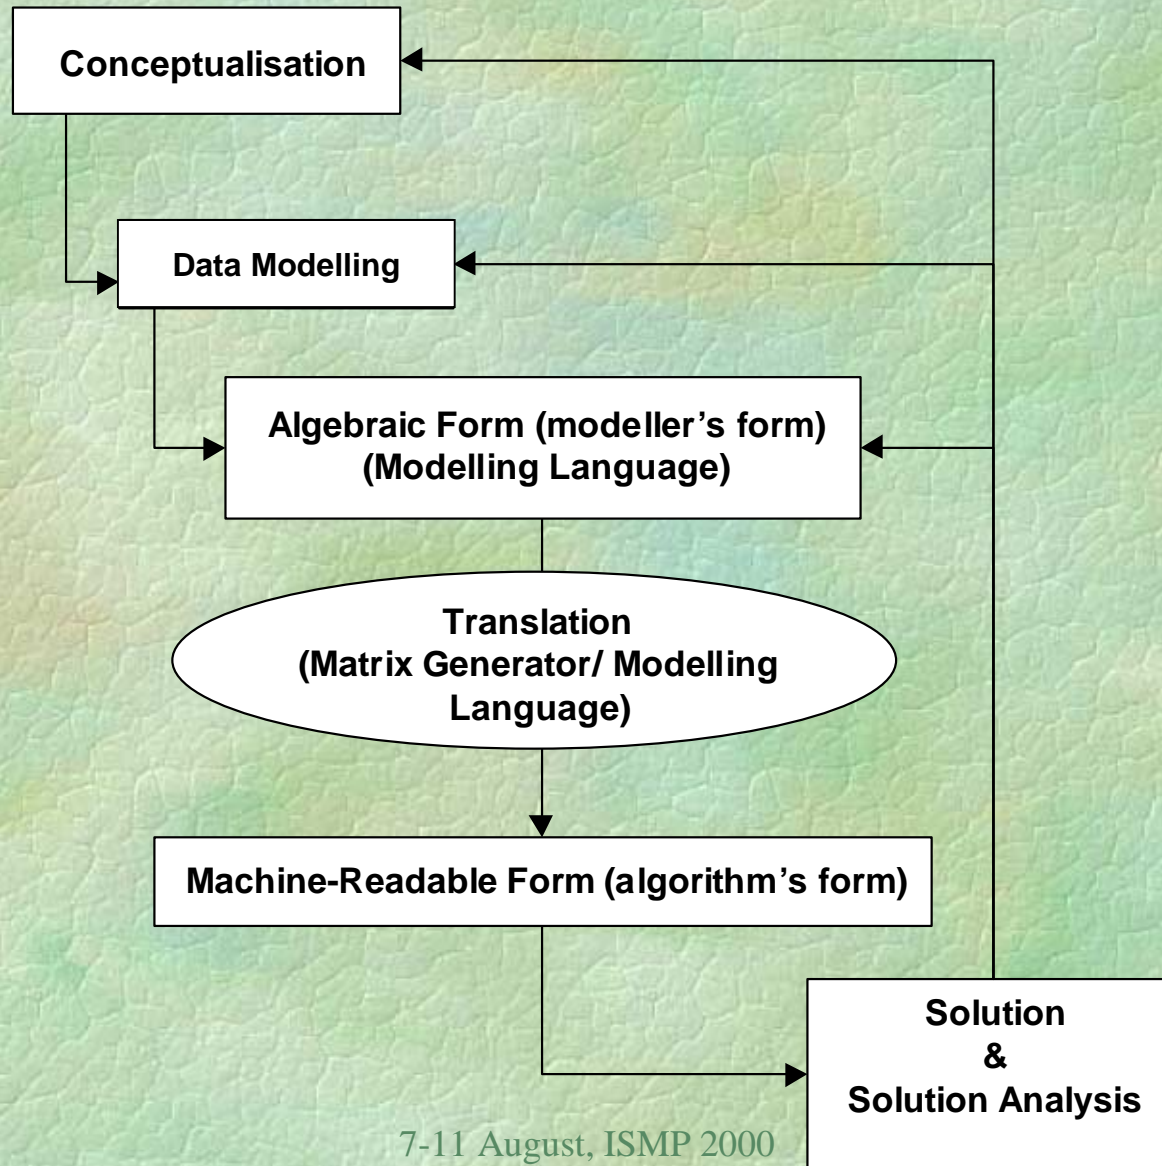 Conceptualisation
Data Modelling
Algebraic Form (modeller’s form)
(Modelling Language)
Translation
(Matrix Generator/ Modelling
Language)
Machine-Readable Form (algorithm’s form)
Solution
&
Solution Analysis
7-11 August, ISMP 2000